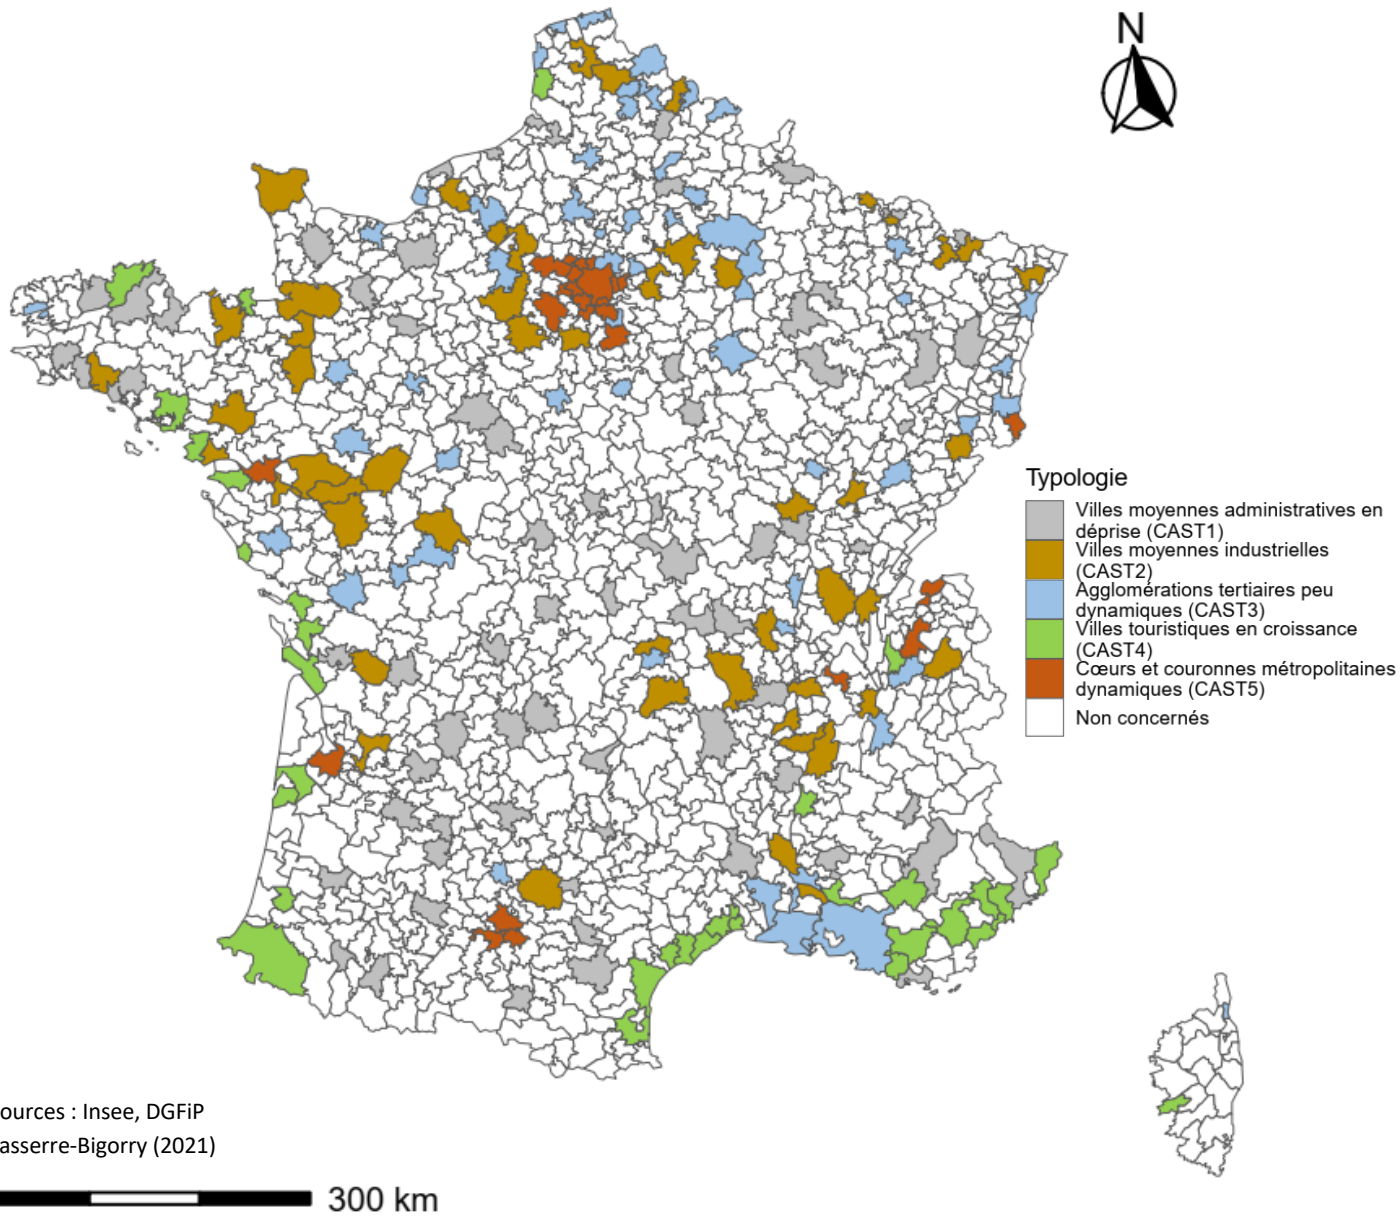 N
Typologie
Villes moyennes administratives en
déprise (CAST1)
Villes moyennes industrielles
(CAST2)
Agglomérations tertiaires peu
dynamiques (CAST3)
Villes touristiques en croissance
(CAST4)
Cœurs et couronnes métropolitaines
dynamiques (CAST5)
Non concernés
ources : Insee, DGFiP
asserre-Bigorry (2021)
300 km